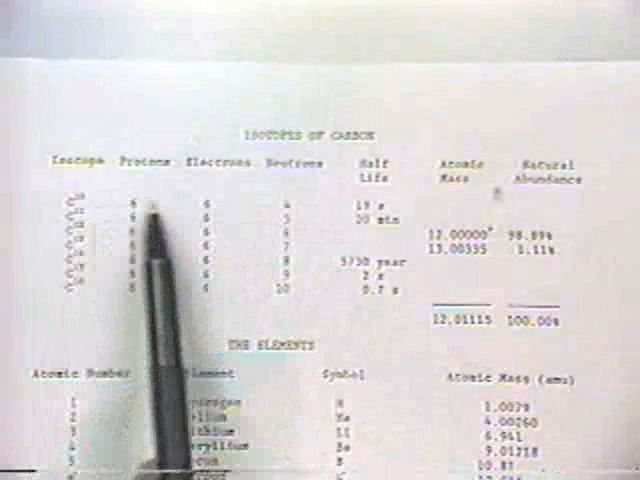 ISOTOPES OF CARBON
Isotope Protons Electrons Neutrons Half Life Atomic Mass Natural Abundance
6 6 4 19 s
6 6 5 20 min
6 6 6 12.00000* 98.89%
6 6 7 13.00335 1.11%
6 6 8 5730 year
6 6 9 2 s
6 6 10 0.7 s
12.01115 100.00%
THE ELEMENTS
Atomic Number Element Symbol Atomic Mass (amu)
1 H 1.0079
2 He 4.00260
3 Li 6.941
4 Be 9.01218
5 B 10.81
C